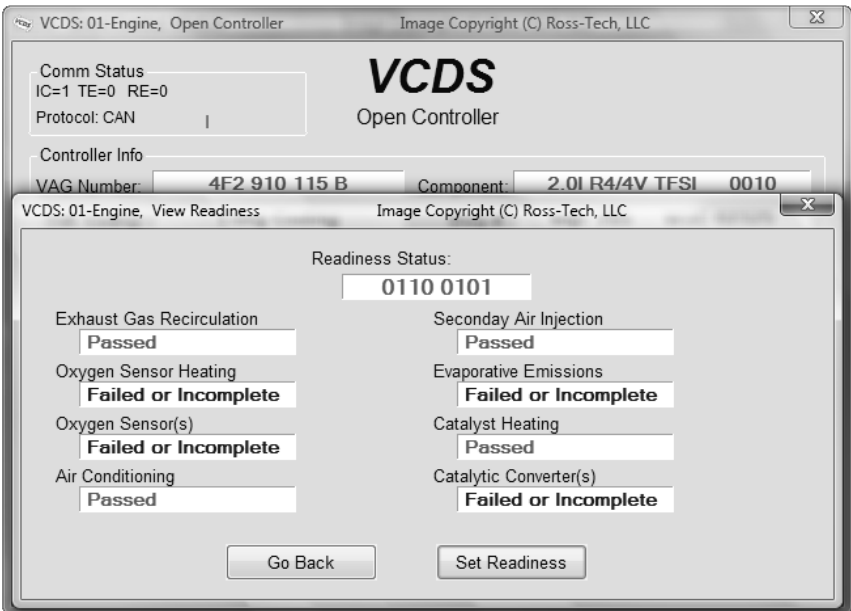 VCDS: 01-Engine, Open Controller Image Copyright (C) Ross-Tech, LLC
Comm Status
IC=1 TE=0 RE=0
Protocol: CAN |
VCDS
Open Controller
Controller Info
VAG Number: 4F2 910 115 B Component: 2.0l R4/4V TFSI 0010
VCDS: 01-Engine, View Readiness Image Copyright (C) Ross-Tech, LLC
Readiness Status:
0110 0101
Exhaust Gas Recirculation
Passed
Seconday Air Injection
Passed
Oxygen Sensor Heating
Failed or Incomplete
Evaporative Emissions
Failed or Incomplete
Oxygen Sensor(s)
Failed or Incomplete
Catalyst Heating
Passed
Air Conditioning
Passed
Catalytic Converter(s)
Failed or Incomplete
Go Back
Set Readiness